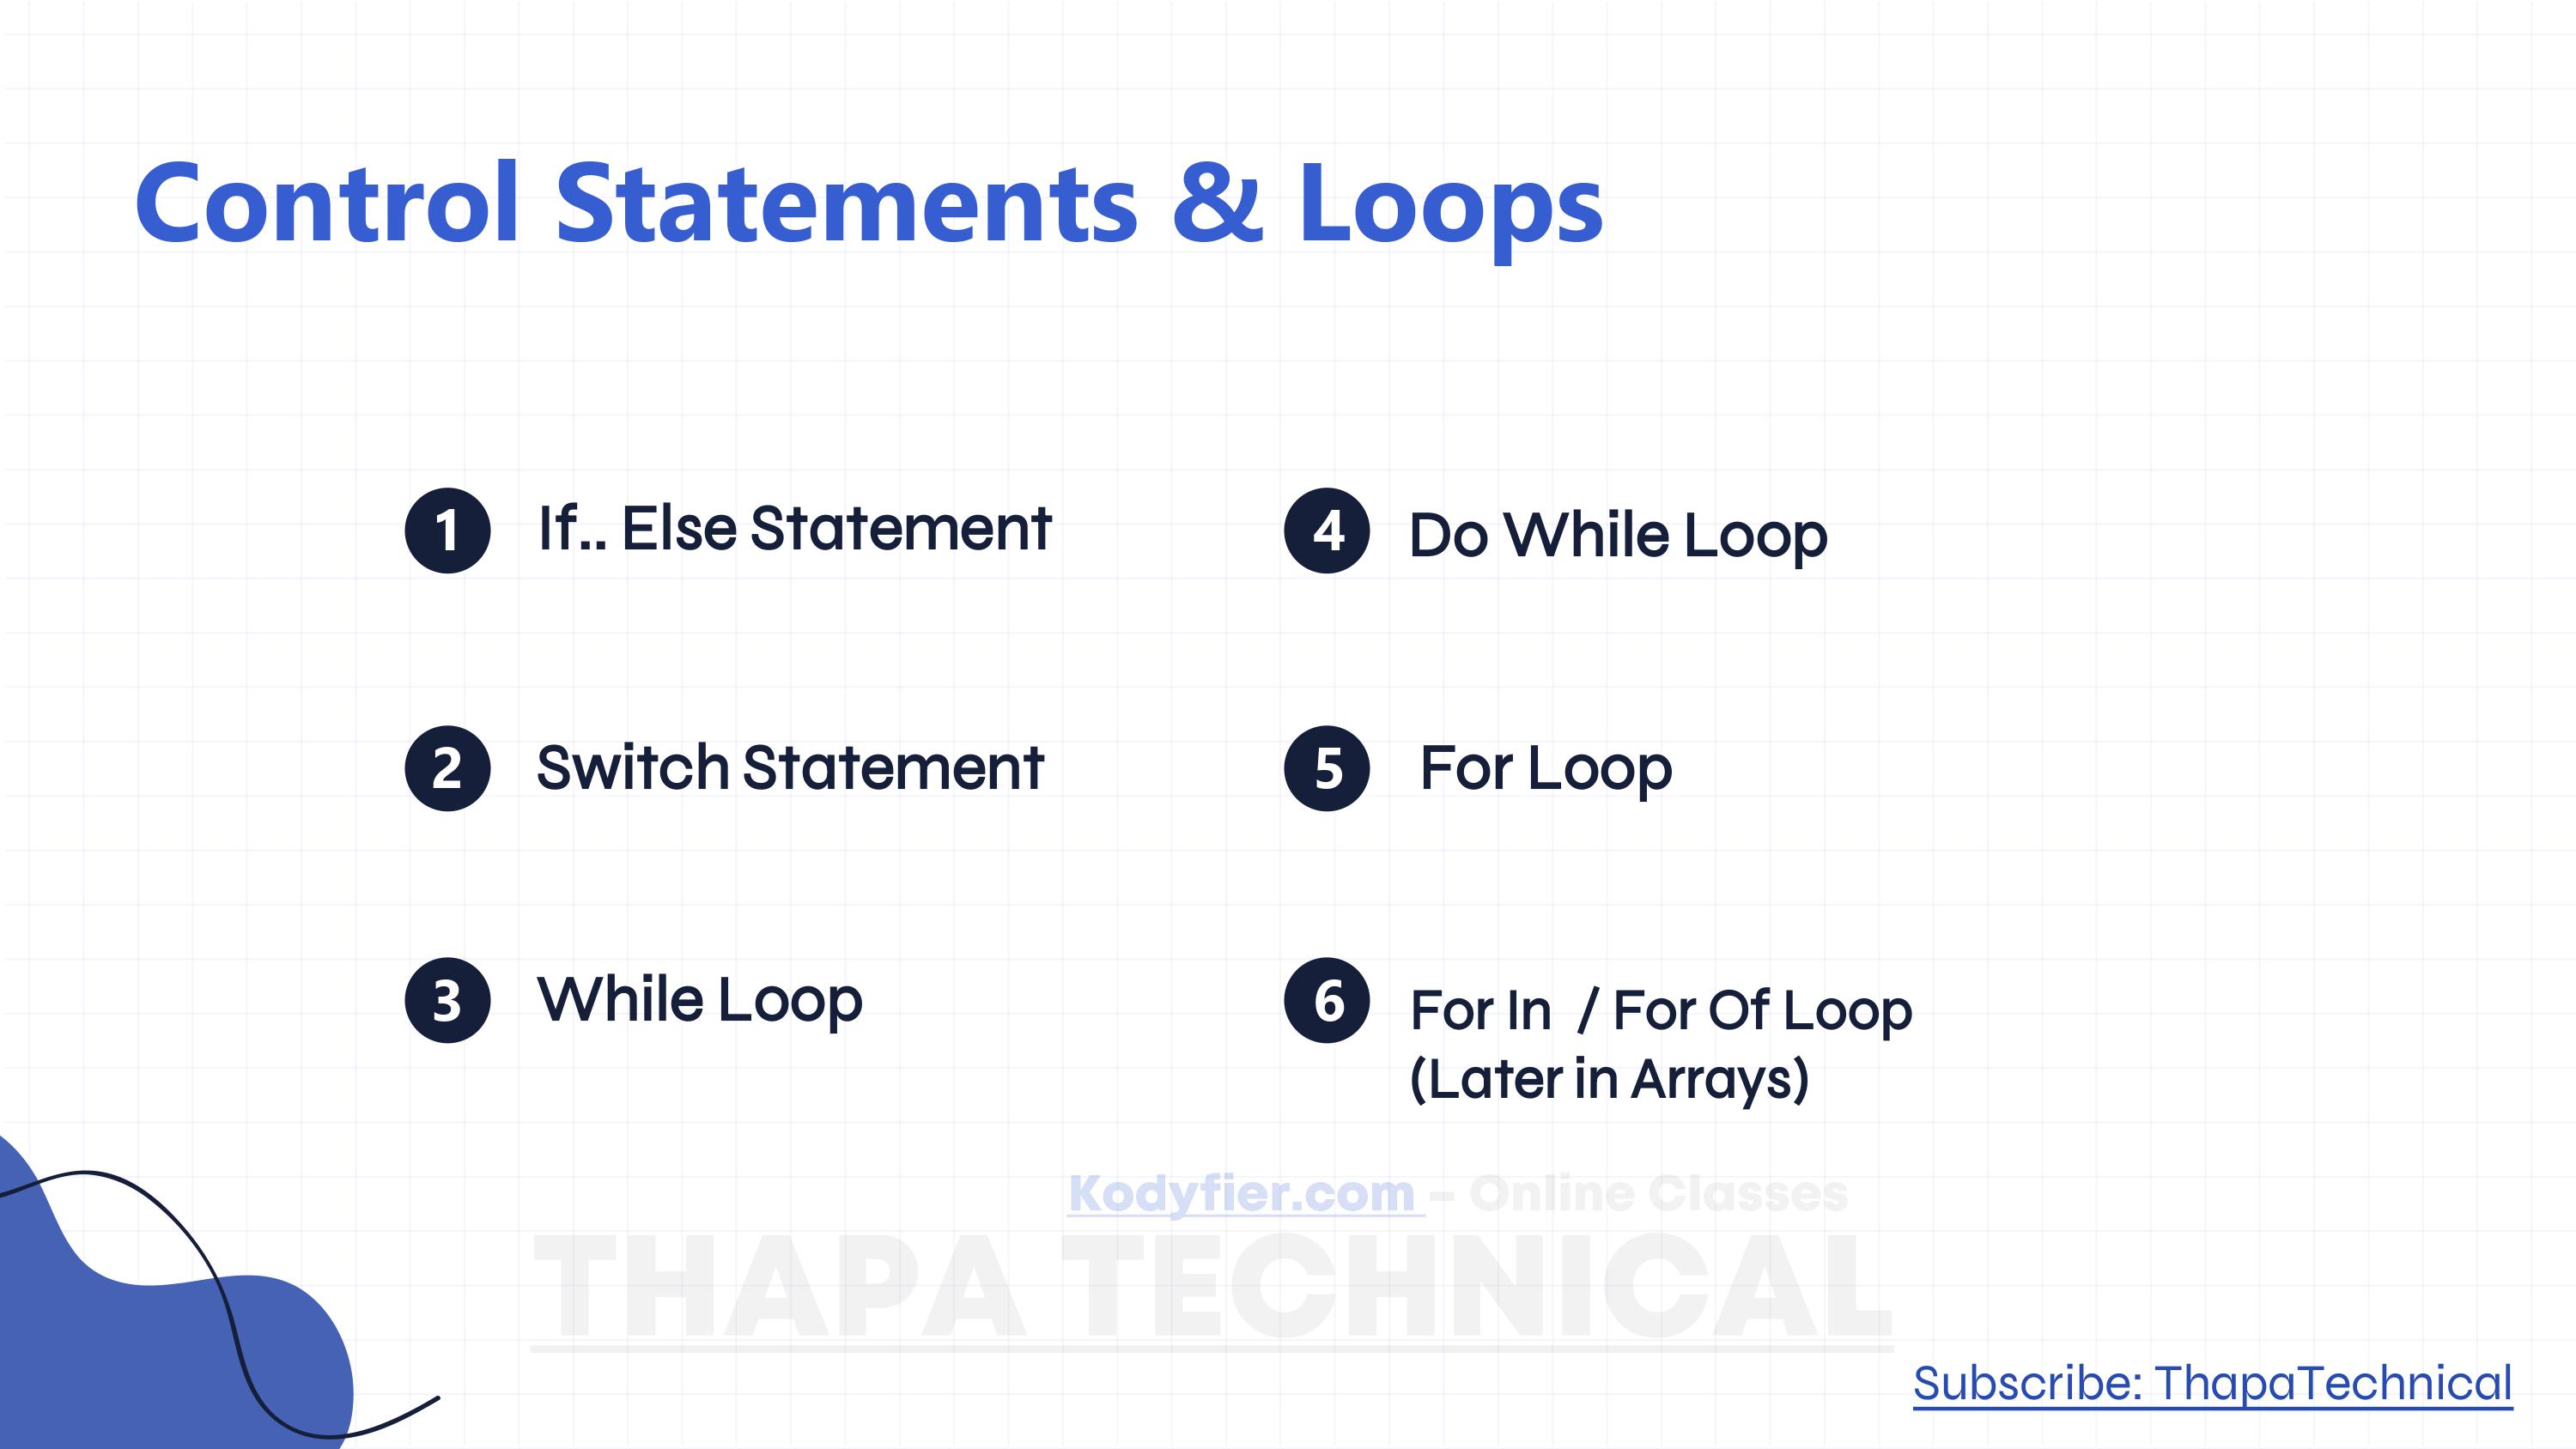 Control Statements & Loops
1 If.. Else Statement
2 Switch Statement
3 While Loop
4 Do While Loop
5 For Loop
6 For In / For Of Loop
(Later in Arrays)
Kodyfier.com - Online Classes
THAPA TECHNICAL
Subscribe: ThapaTechnical